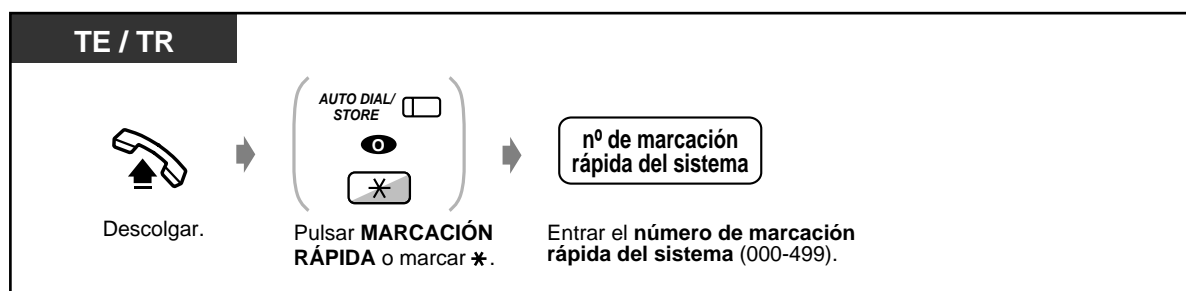 TE / TR
AUTO DIAL/
STORE
O
nº de marcación
rápida del sistema
Descolgar.
Pulsar MARCACIÓN
RÁPIDA o marcar *.
Entrar el número de marcación
rápida del sistema (000-499).